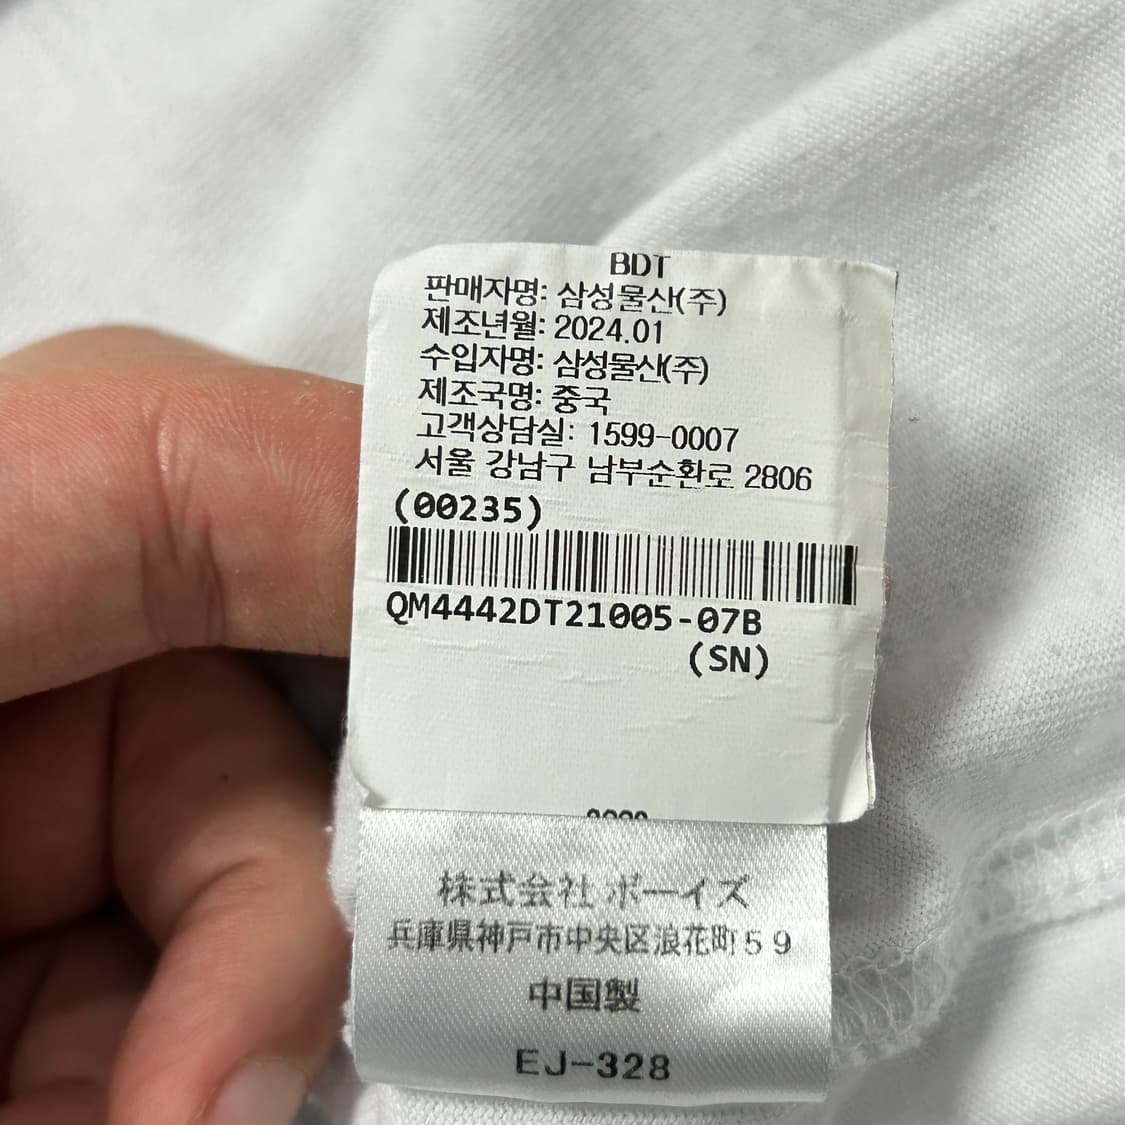 BDT
판매자명: 삼성물산(주)
제조년월: 2024.01
수입자명: 삼성물산(주)
제조국명: 중국
고객상담실: 1599-0007
서울 강남구 남부순환로 2806
(00235)
QM4442DT21005-07B
(SN)
株式会社 ボーイズ
兵庫県神戸市中央区浪花町59
中国製
EJ-328